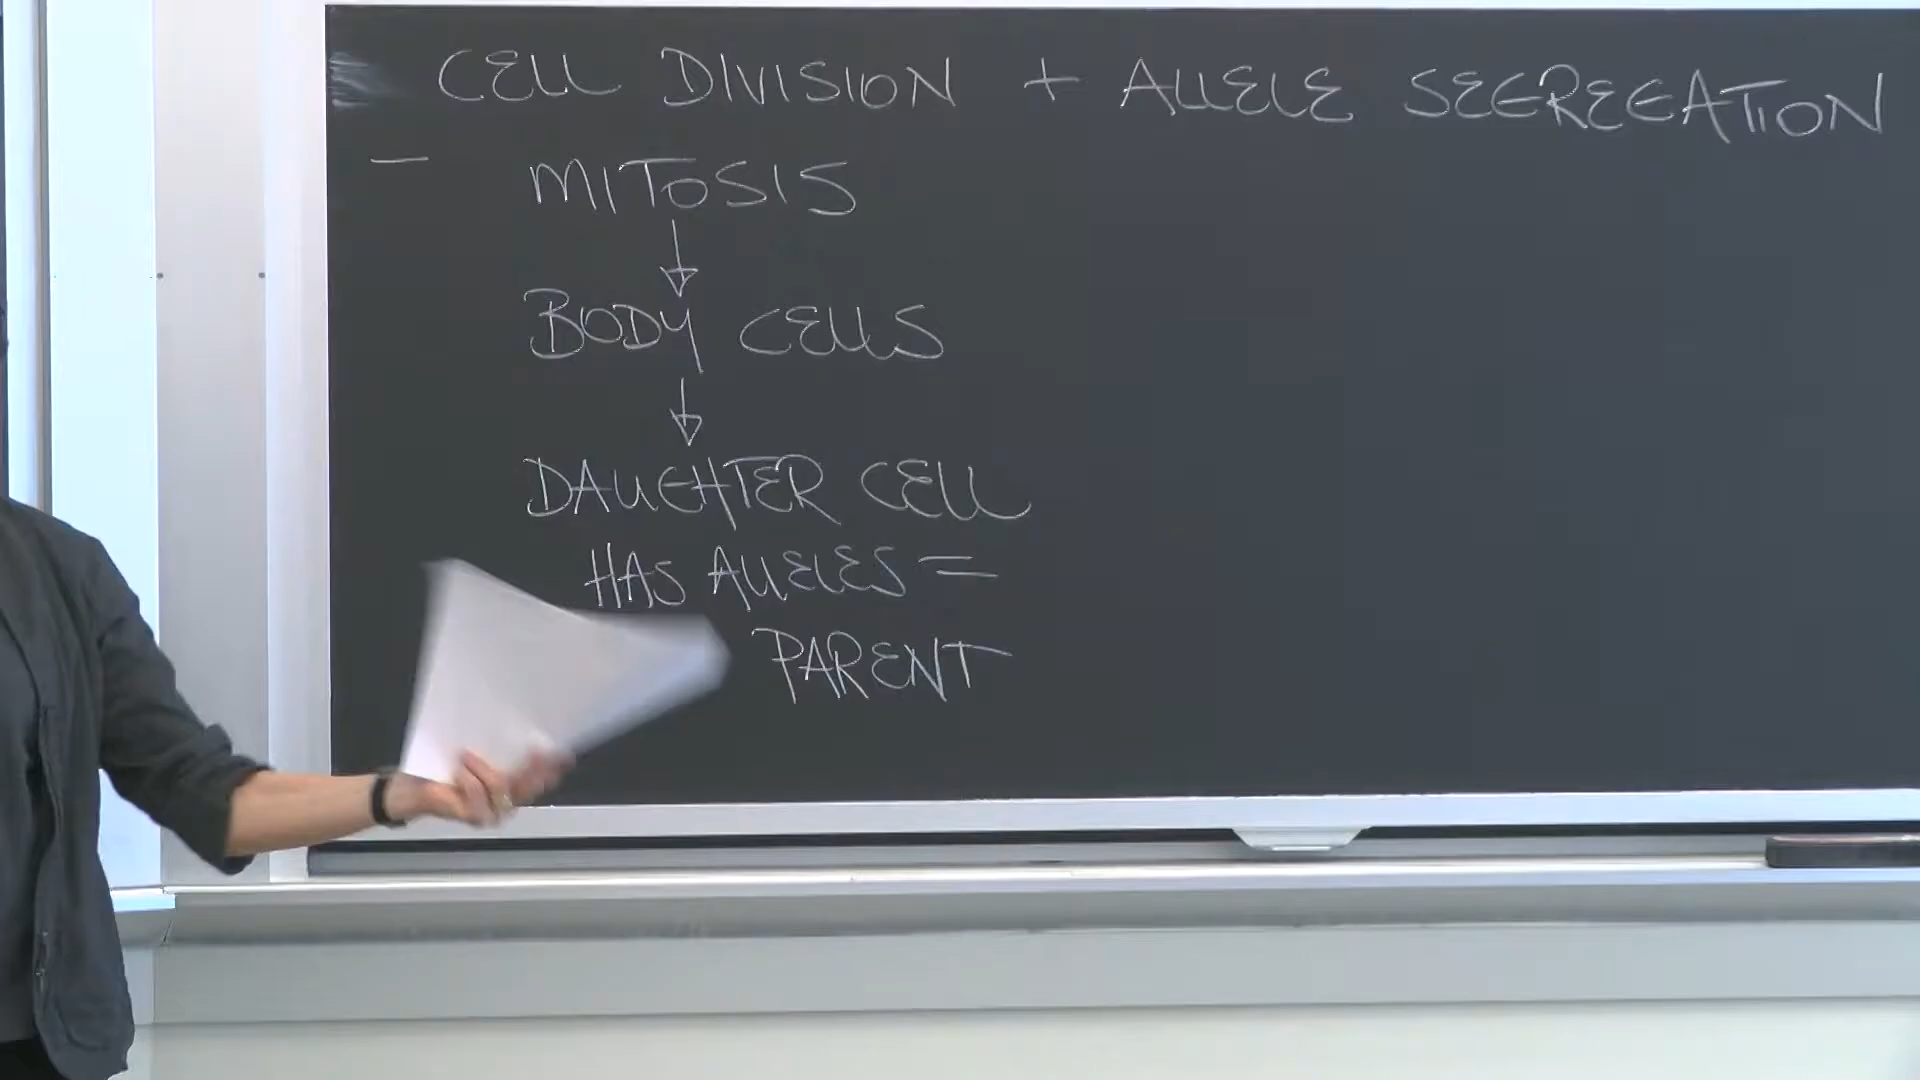 CELL DIVISION + ALLELE SEGREGATION
— MITOSIS
↓
BODY CELLS
↓
DAUGHTER CELL
HAS ALLELES =
PARENT